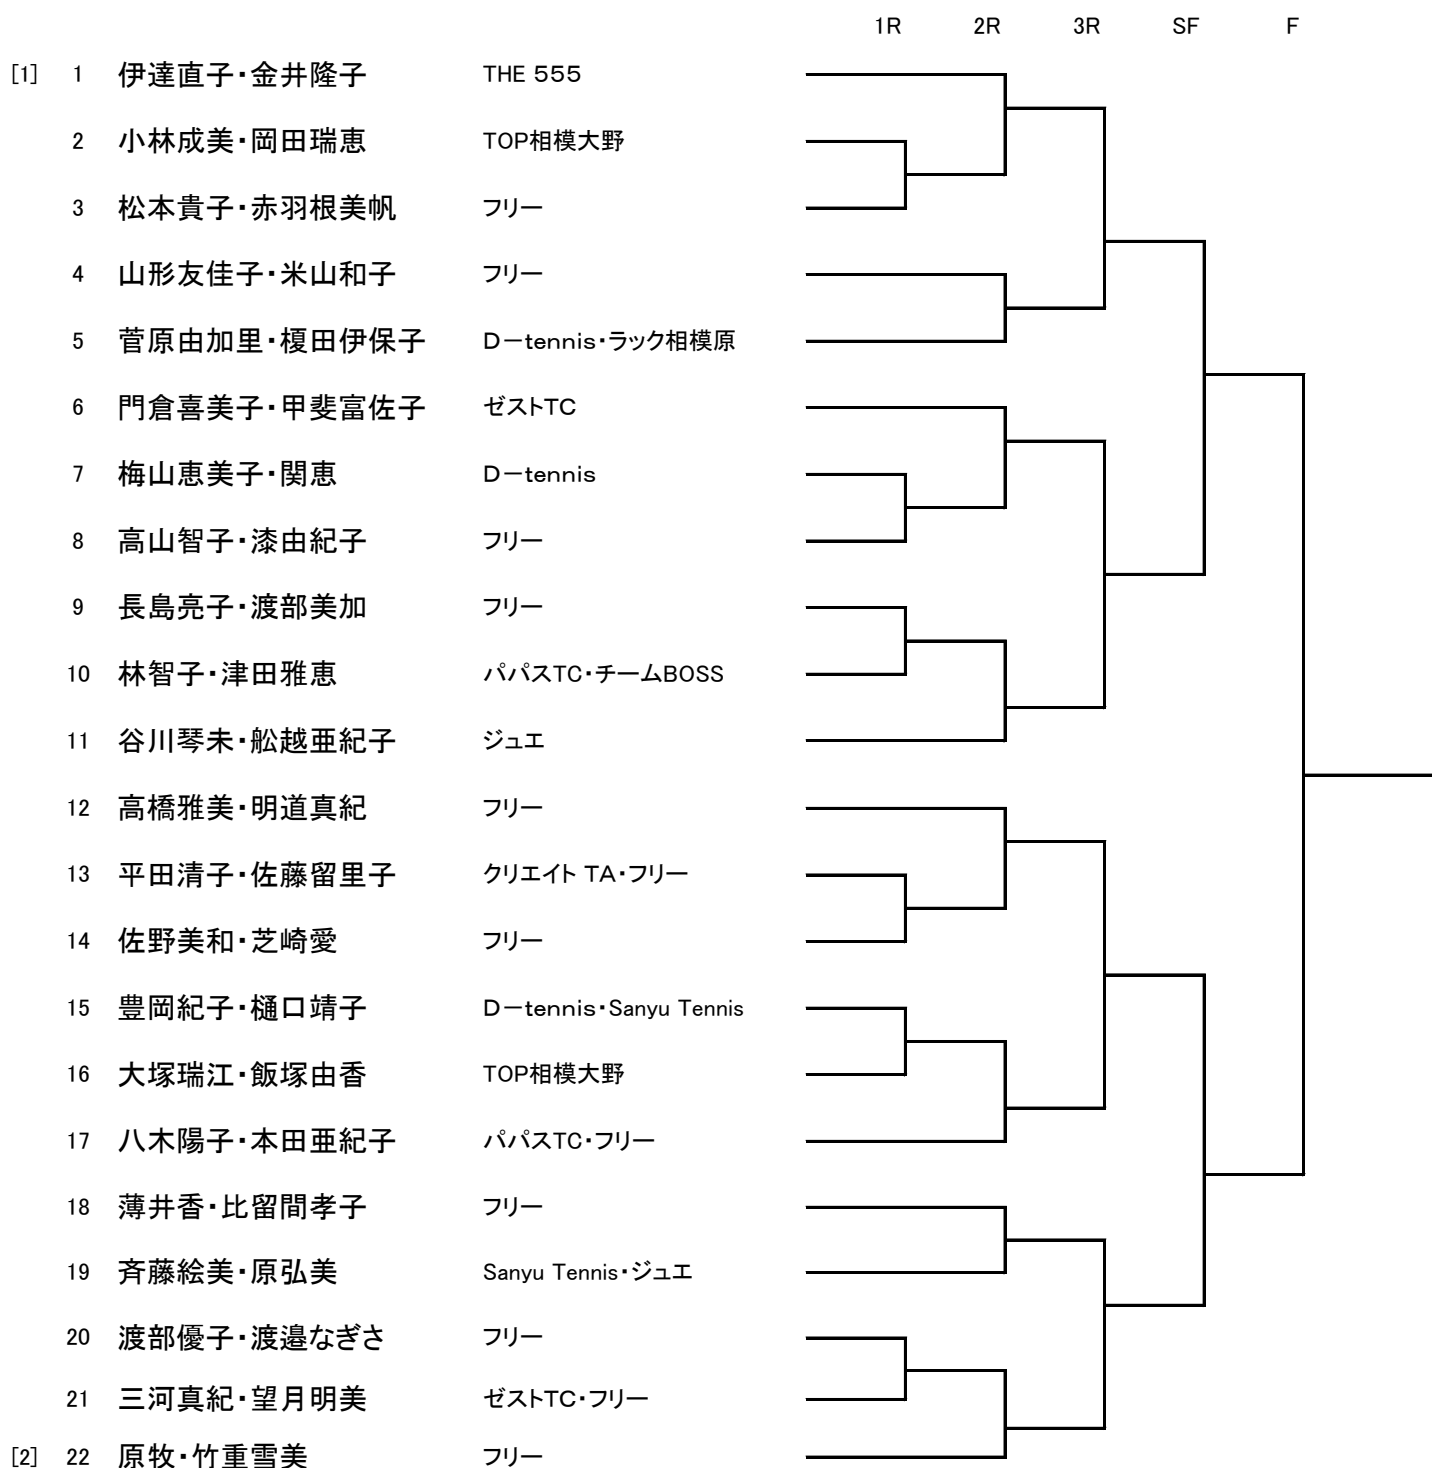 1R 2R 3R SF F
[1] 1 伊達直子・金井隆子 THE 555
2 小林成美・岡田瑞恵 TOP相模大野
3 松本貴子・赤羽根美帆 フリー
4 山形友佳子・米山和子 フリー
5 菅原由加里・榎田伊保子 D－tennis・ラック相模原
6 門倉喜美子・甲斐富佐子 ゼストTC
7 梅山恵美子・関恵 D－tennis
8 高山智子・漆由紀子 フリー
9 長島亮子・渡部美加 フリー
10 林智子・津田雅恵 パパスTC・チームBOSS
11 谷川琴未・舩越亜紀子 ジュエ
12 高橋雅美・明道真紀 フリー
13 平田清子・佐藤留里子 クリエイト TA・フリー
14 佐野美和・芝崎愛 フリー
15 豊岡紀子・樋口靖子 D－tennis・Sanyu Tennis
16 大塚瑞江・飯塚由香 TOP相模大野
17 八木陽子・本田亜紀子 パパスTC・フリー
18 薄井香・比留間孝子 フリー
19 斉藤絵美・原弘美 Sanyu Tennis・ジュエ
20 渡部優子・渡邉なぎさ フリー
21 三河真紀・望月明美 ゼストTC・フリー
[2] 22 原牧・竹重雪美 フリー